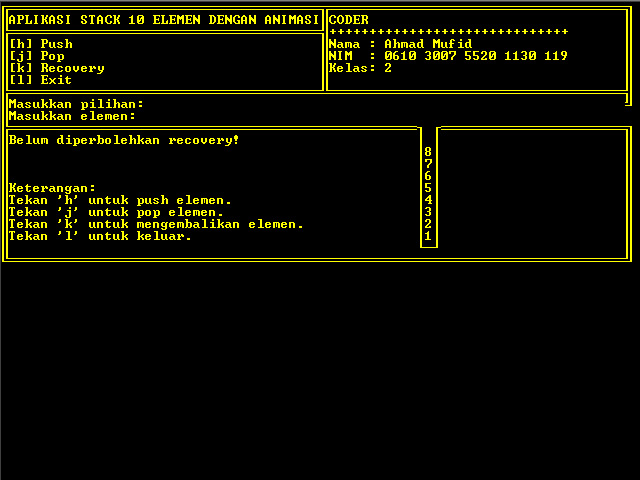 APLIKASI STACK 10 ELEMEN DENGAN ANIMASI
[h] Push
[j] Pop
[k] Recovery
[l] Exit
CODER
++++++++++++++++++++++++++++++
Nama : Ahmad Mufid
NIM : 0610 3007 5520 1130 119
Kelas: 2
Masukkan pilihan:
Masukkan elemen:
Belum diperbolehkan recovery!
Keterangan:
Tekan 'h' untuk push elemen.
Tekan 'j' untuk pop elemen.
Tekan 'k' untuk mengembalikan elemen.
Tekan 'l' untuk keluar.
8
7
6
5
4
3
2
1